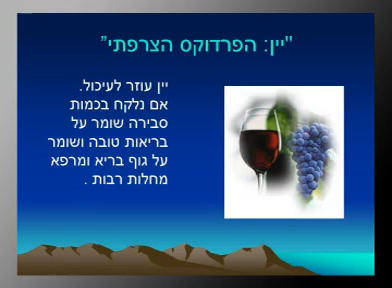 "יין: הפרדוקס הצרפתי"
יין עוזר לעיכול.
אם נלקח בכמות
סבירה שומר על
בריאות טובה ושומר
על גוף בריא ומרפא
מחלות רבות .